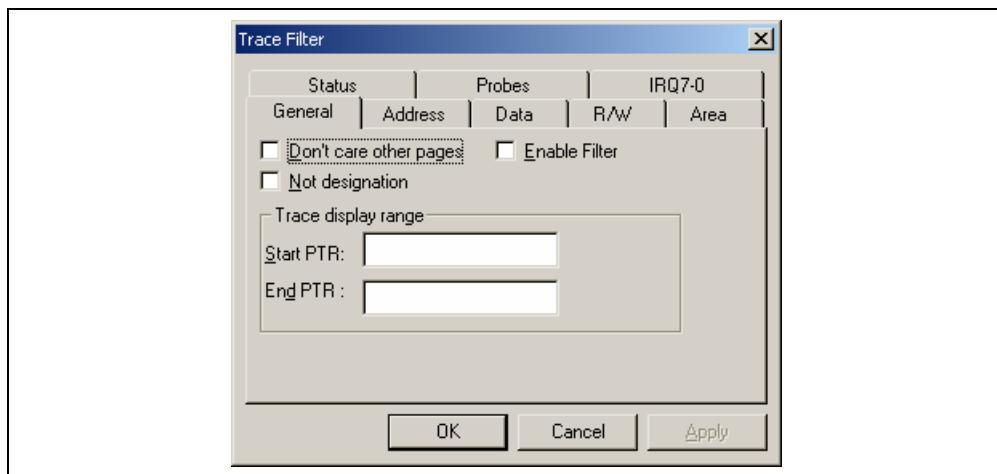 Trace Filter
Status Probes IRQ7-0
General Address Data R/W Area
Don't care other pages Enable Filter
Not designation
Trace display range
Start PTR:
End PTR :
OK Cancel Apply